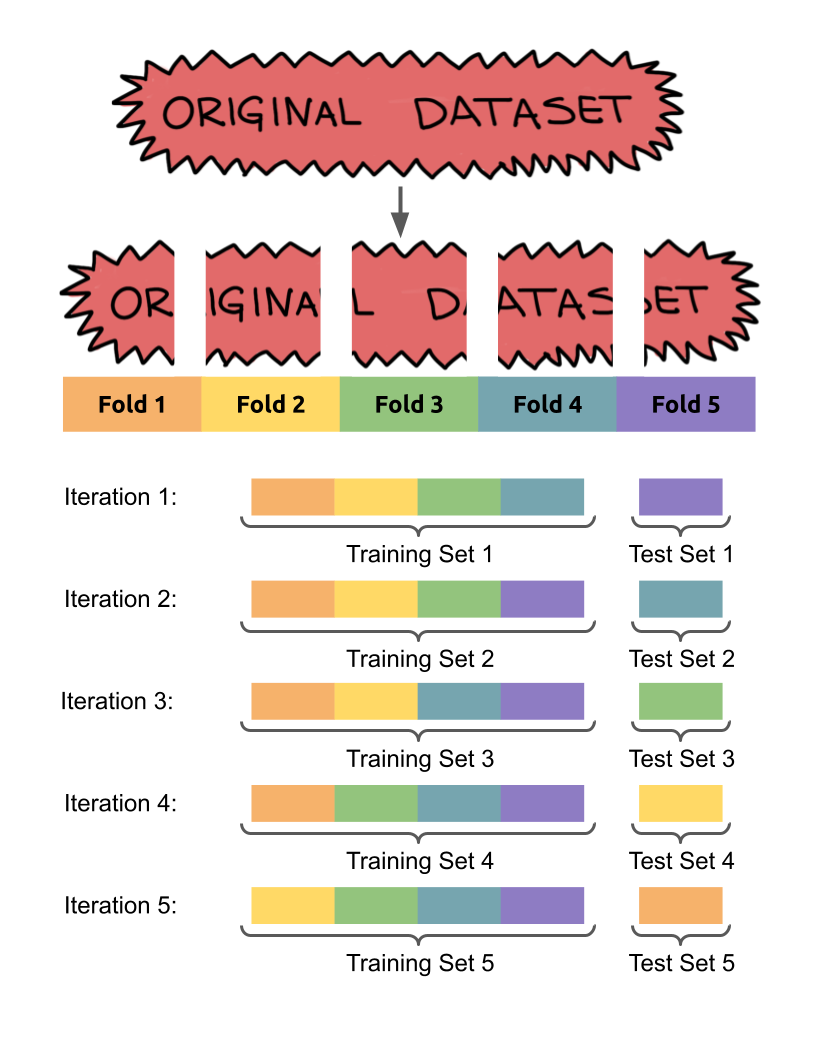 ORIGINAL DATASET
OR IGINA L DA ATAS SET
Fold 1 Fold 2 Fold 3 Fold 4 Fold 5
Iteration 1:
Training Set 1 Test Set 1
Iteration 2:
Training Set 2 Test Set 2
Iteration 3:
Training Set 3 Test Set 3
Iteration 4:
Training Set 4 Test Set 4
Iteration 5:
Training Set 5 Test Set 5